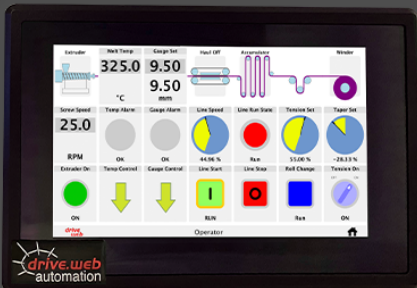 Extruder
Melt Temp
Gauge Set
Haul Off
Accumulator
Winder
325.0
9.50
9.50
°C
mm
Screw Speed
Temp Alarm
Gauge Alarm
Line Speed
Line Run State
Tension Set
Taper Set
25.0
RPM
OK
OK
44.96 %
Run
55.00 %
-28.33 %
Extruder On
Temp Control
Gauge Control
Line Start
Line Stop
Roll Change
Tension On
I
O
OFF
ON
ON
RUN
Run
ON
drive.web
Operator
drive.web
automation